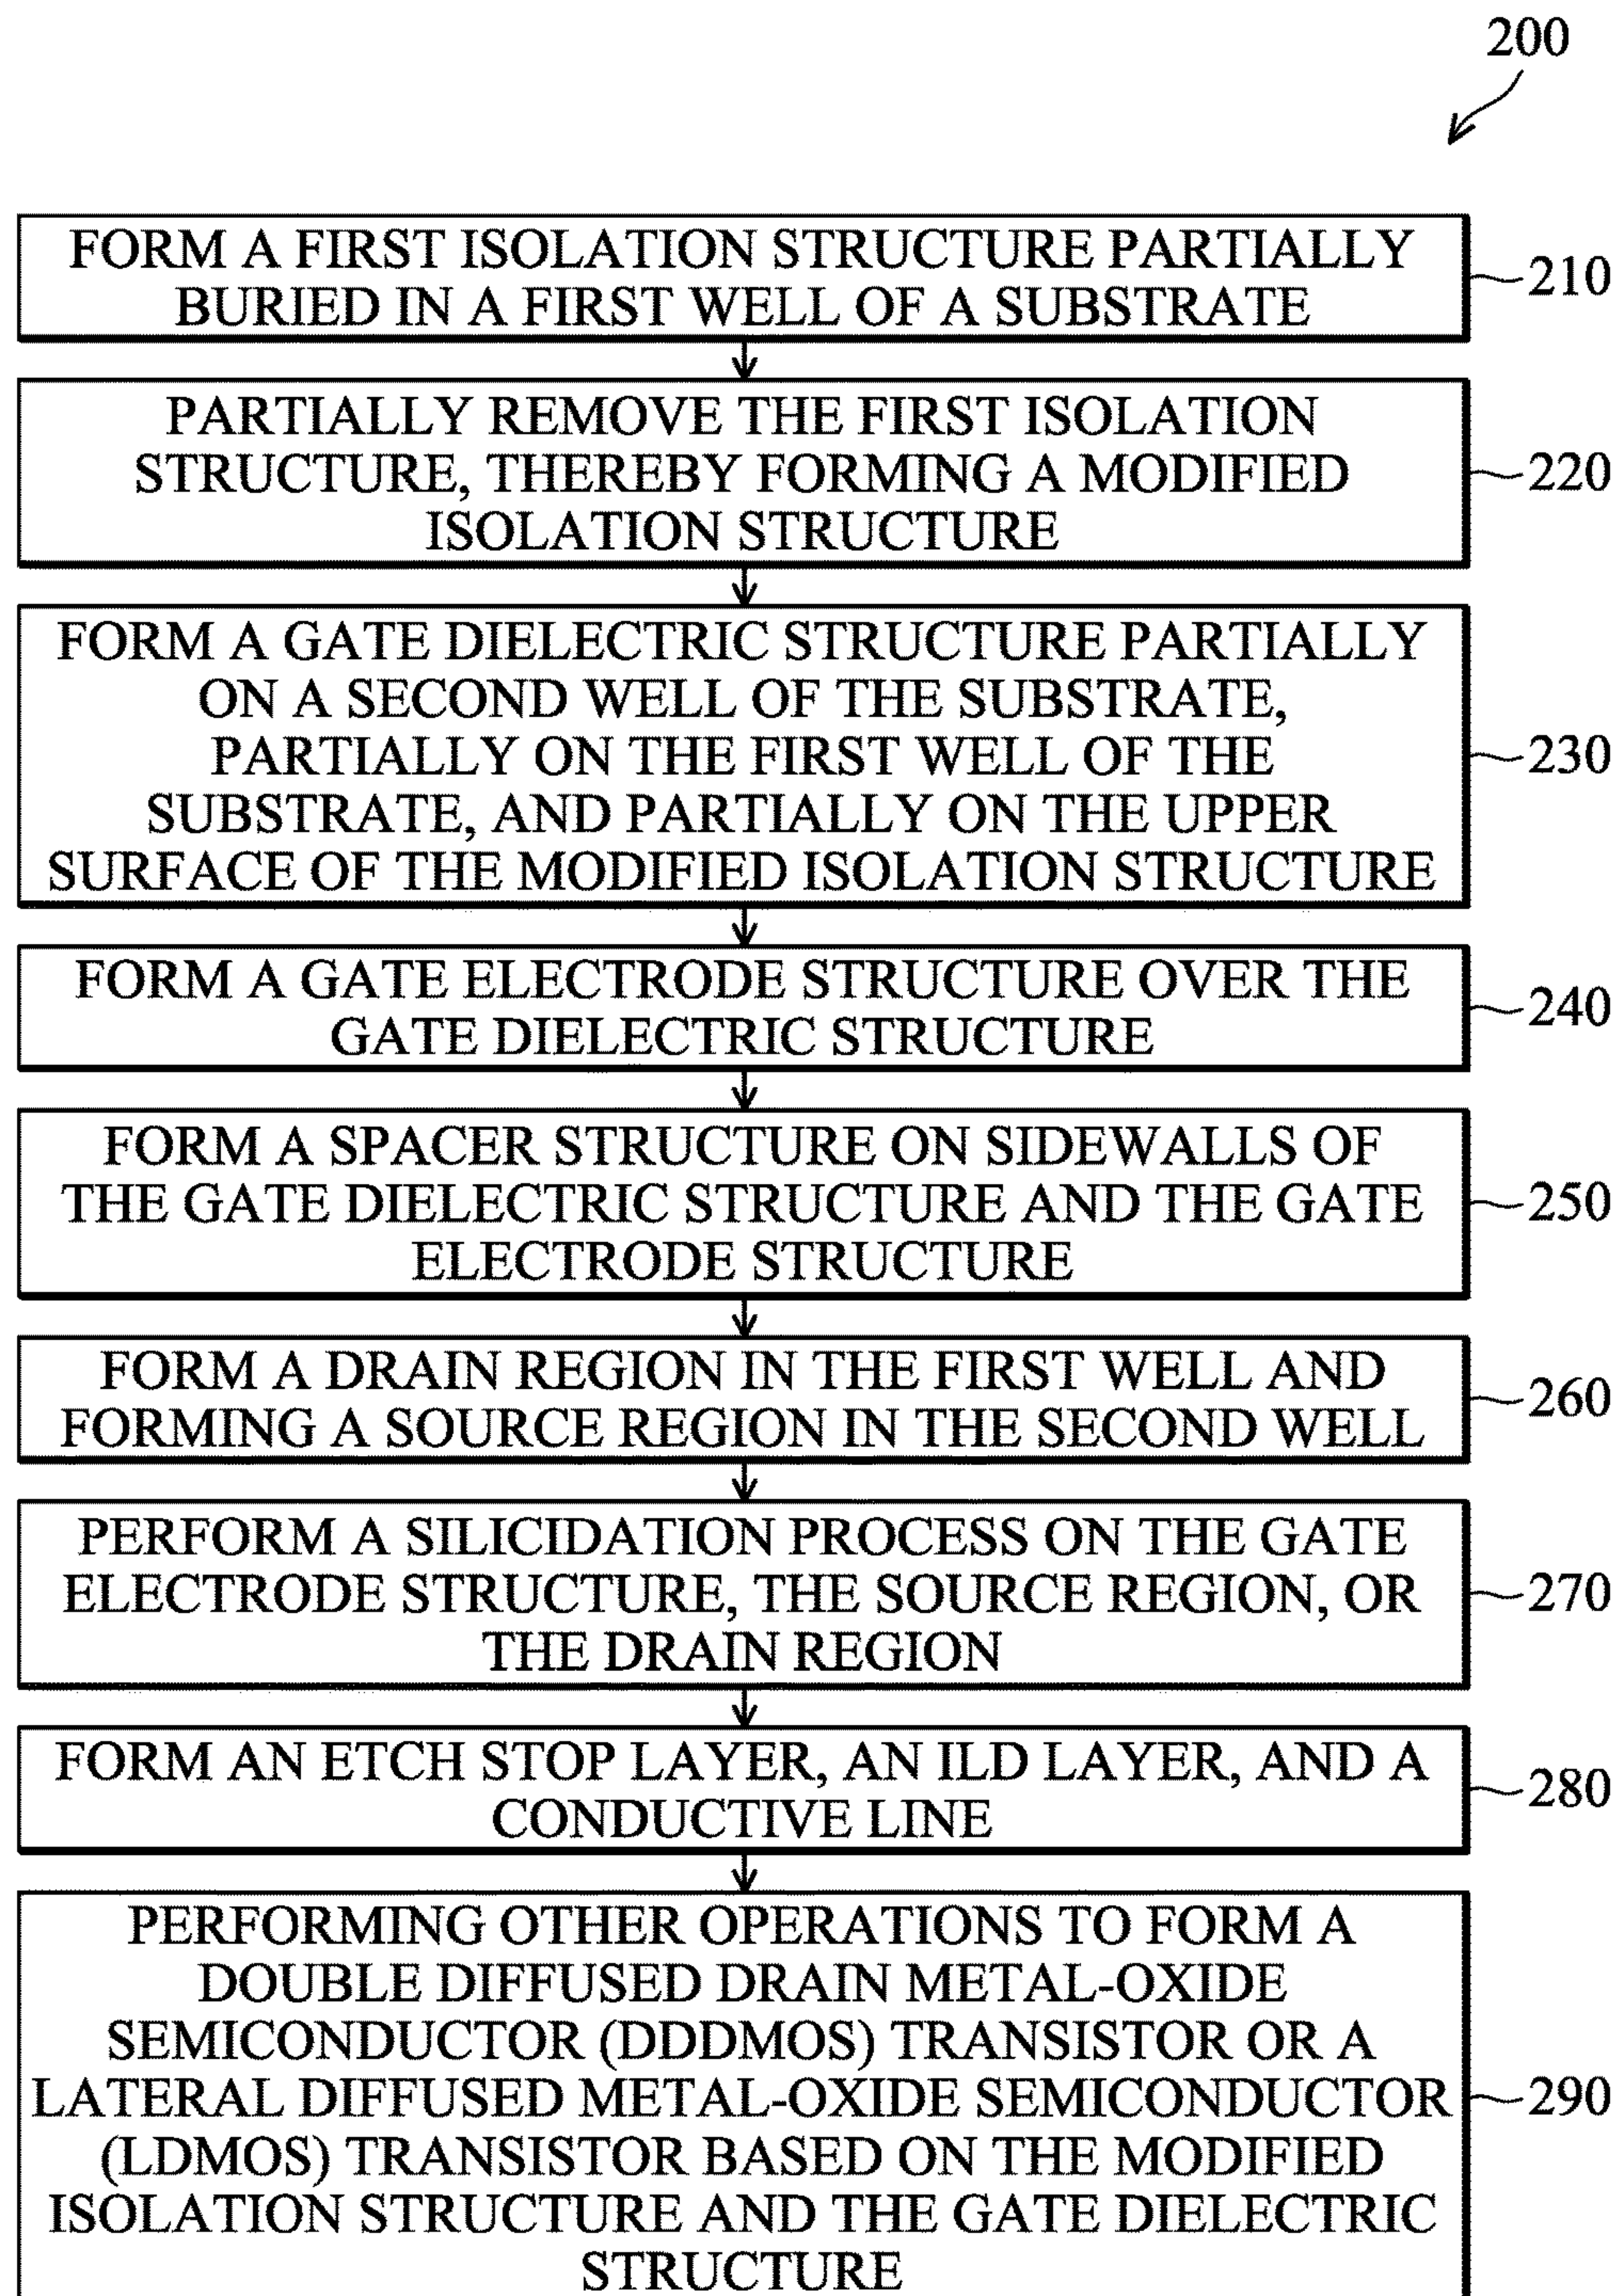 200
FORM A FIRST ISOLATION STRUCTURE PARTIALLY
BURIED IN A FIRST WELL OF A SUBSTRATE
210
PARTIALLY REMOVE THE FIRST ISOLATION
STRUCTURE, THEREBY FORMING A MODIFIED
ISOLATION STRUCTURE
220
FORM A GATE DIELECTRIC STRUCTURE PARTIALLY
ON A SECOND WELL OF THE SUBSTRATE,
PARTIALLY ON THE FIRST WELL OF THE
SUBSTRATE, AND PARTIALLY ON THE UPPER
SURFACE OF THE MODIFIED ISOLATION STRUCTURE
230
FORM A GATE ELECTRODE STRUCTURE OVER THE
GATE DIELECTRIC STRUCTURE
240
FORM A SPACER STRUCTURE ON SIDEWALLS OF
THE GATE DIELECTRIC STRUCTURE AND THE GATE
ELECTRODE STRUCTURE
250
FORM A DRAIN REGION IN THE FIRST WELL AND
FORMING A SOURCE REGION IN THE SECOND WELL
260
PERFORM A SILICIDATION PROCESS ON THE GATE
ELECTRODE STRUCTURE, THE SOURCE REGION, OR
THE DRAIN REGION
270
FORM AN ETCH STOP LAYER, AN ILD LAYER, AND A
CONDUCTIVE LINE
280
PERFORMING OTHER OPERATIONS TO FORM A
DOUBLE DIFFUSED DRAIN METAL-OXIDE
SEMICONDUCTOR (DDDMOS) TRANSISTOR OR A
LATERAL DIFFUSED METAL-OXIDE SEMICONDUCTOR
(LDMOS) TRANSISTOR BASED ON THE MODIFIED
ISOLATION STRUCTURE AND THE GATE DIELECTRIC
STRUCTURE
290